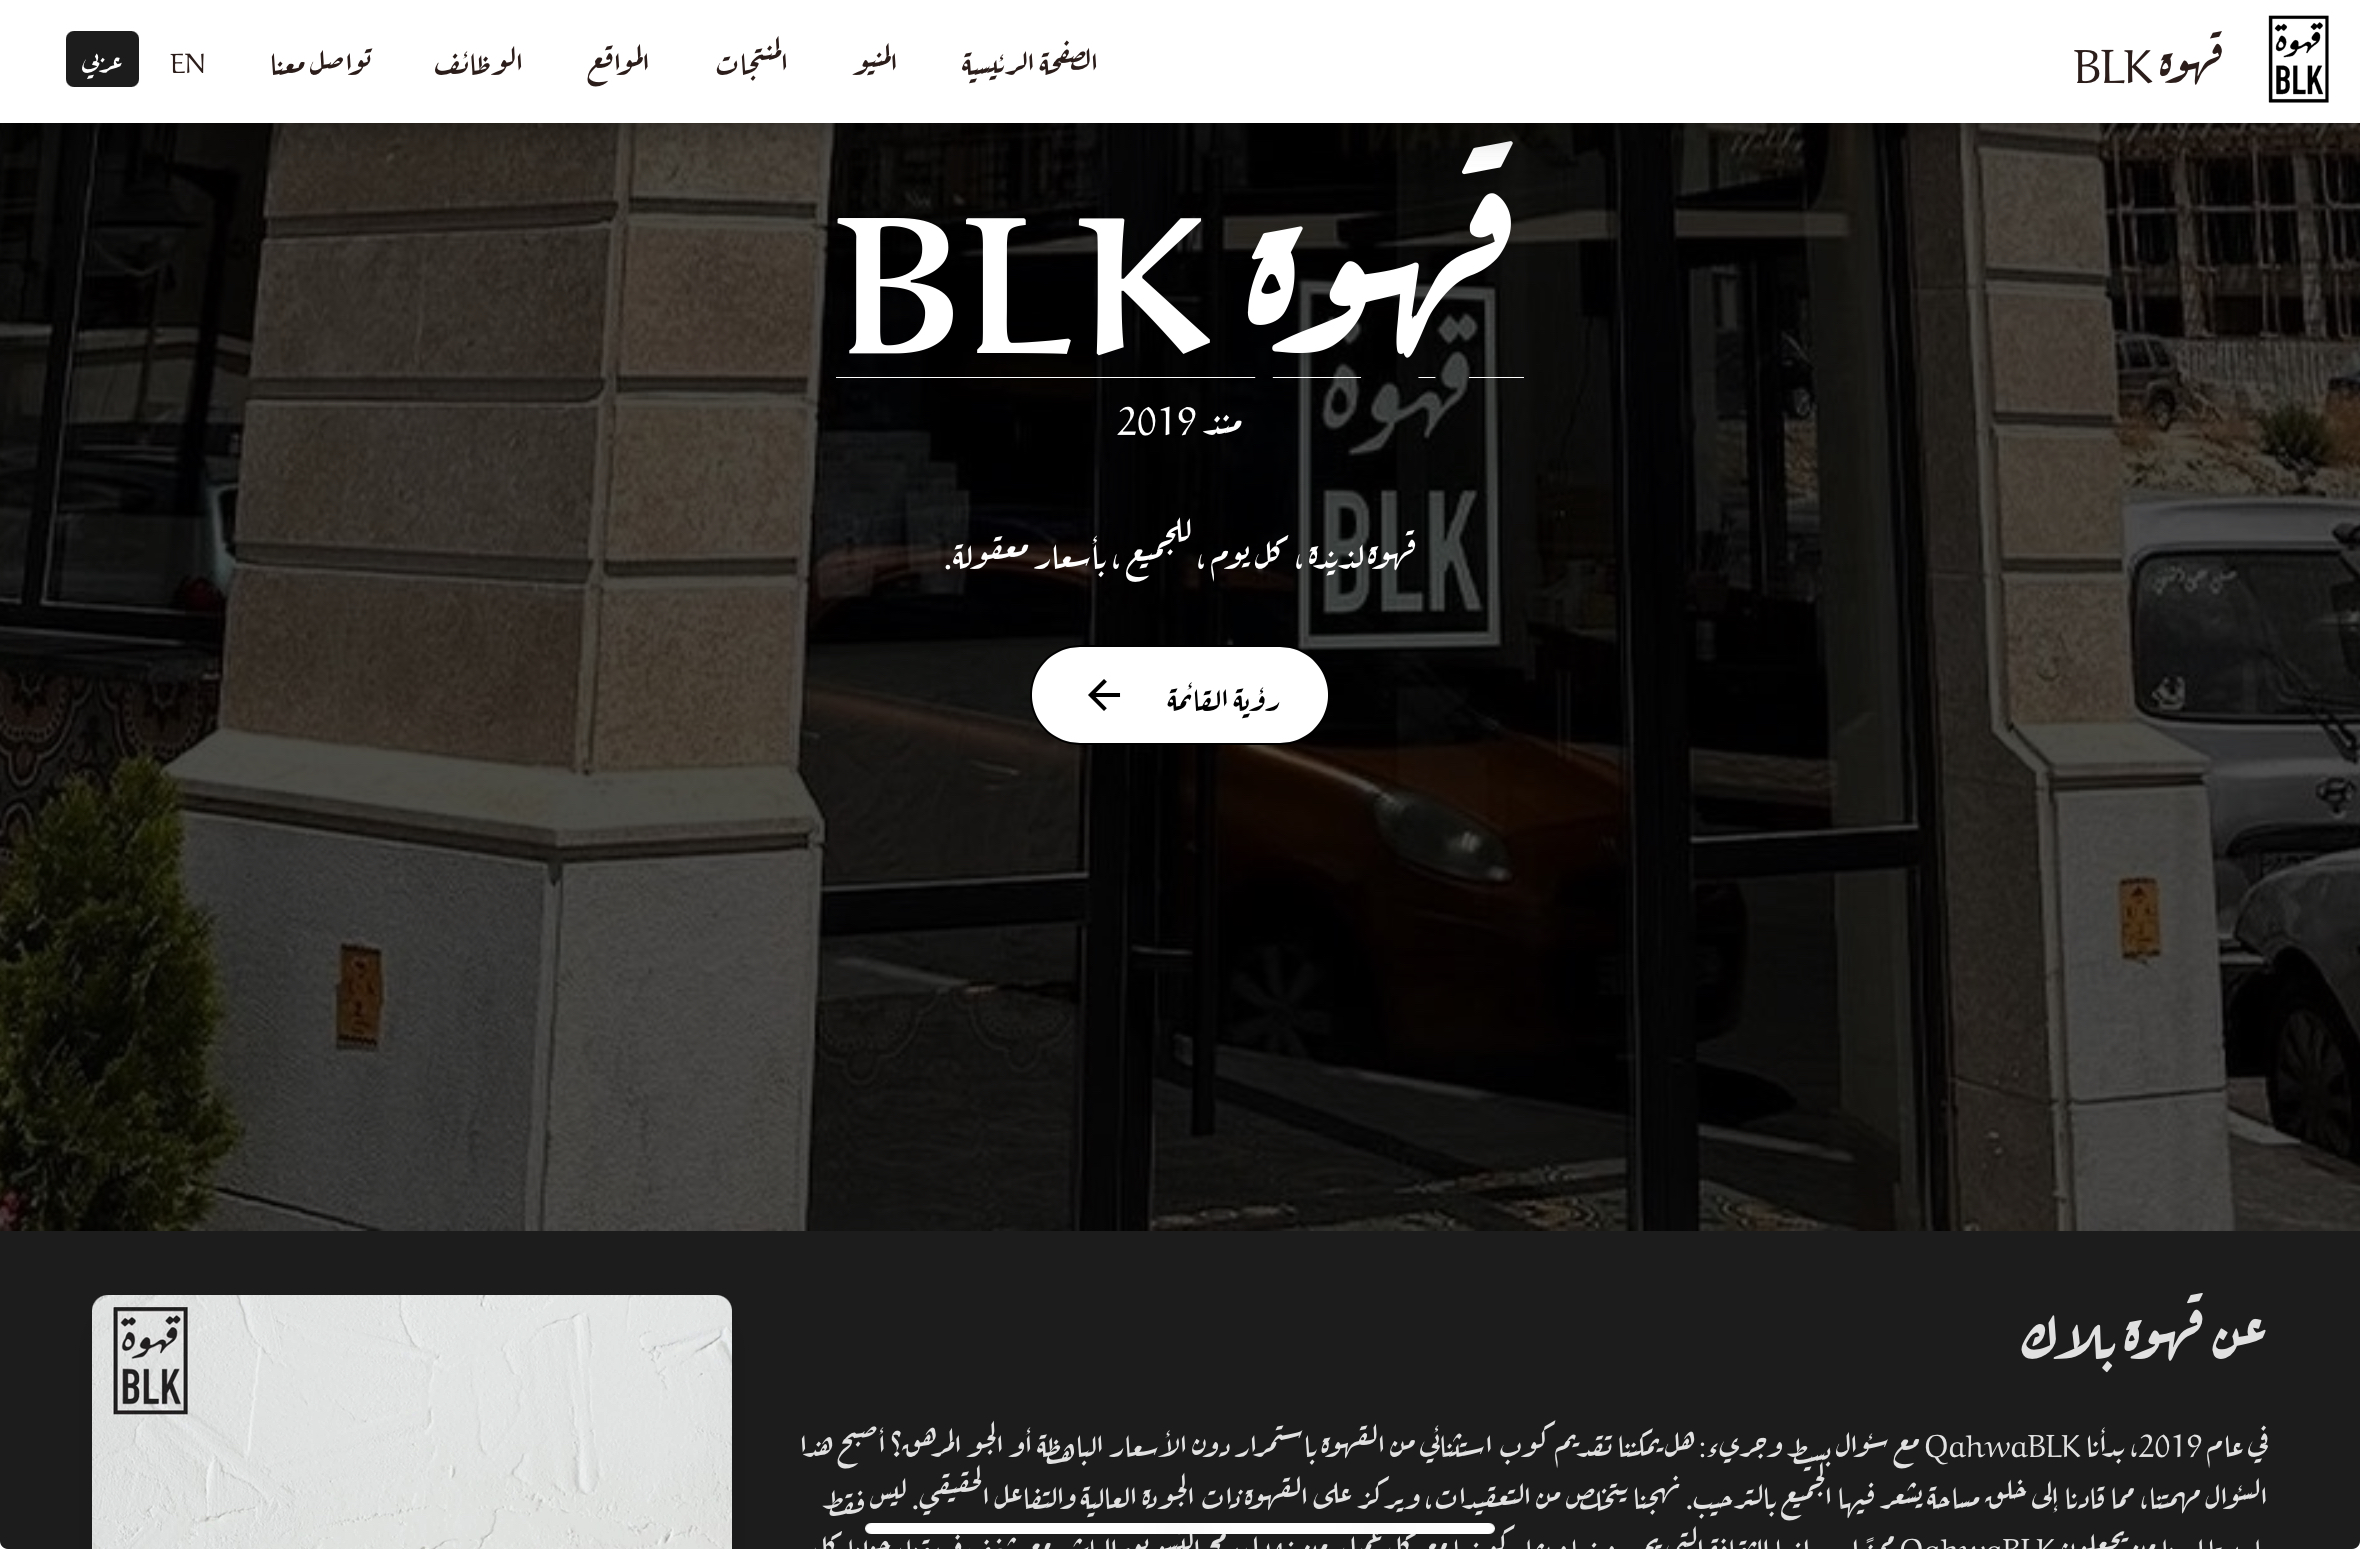 قهوة
BLK
قهوة BLK
الصفحة الرئيسية
المنيو
المنتجات
المواقع
الوظائف
تواصل معنا
EN
عربي
قهوة BLK
منذ 2019
قهوة لذيذة، كل يوم، للجميع، بأسعار معقولة.
رؤية القائمة
قهوة
BLK
عن قهوة بلاك
في عام 2019، بدأنا QahwaBLK مع سؤال بسيط وجريء: هل يمكننا تقديم كوب استثنائي من القهوة باستمرار دون الأسعار الباهظة أو الجو المرهق؟ أصبح هذا
السؤال مهمتنا، مما قادنا إلى خلق مساحة يشعر فيها الجميع بالترحيب. نهجنا يتخلص من التعقيدات، ويركز على القهوة ذات الجودة العالية والتفاعل الحقيقي. ليس فقط
قهوة
BLK